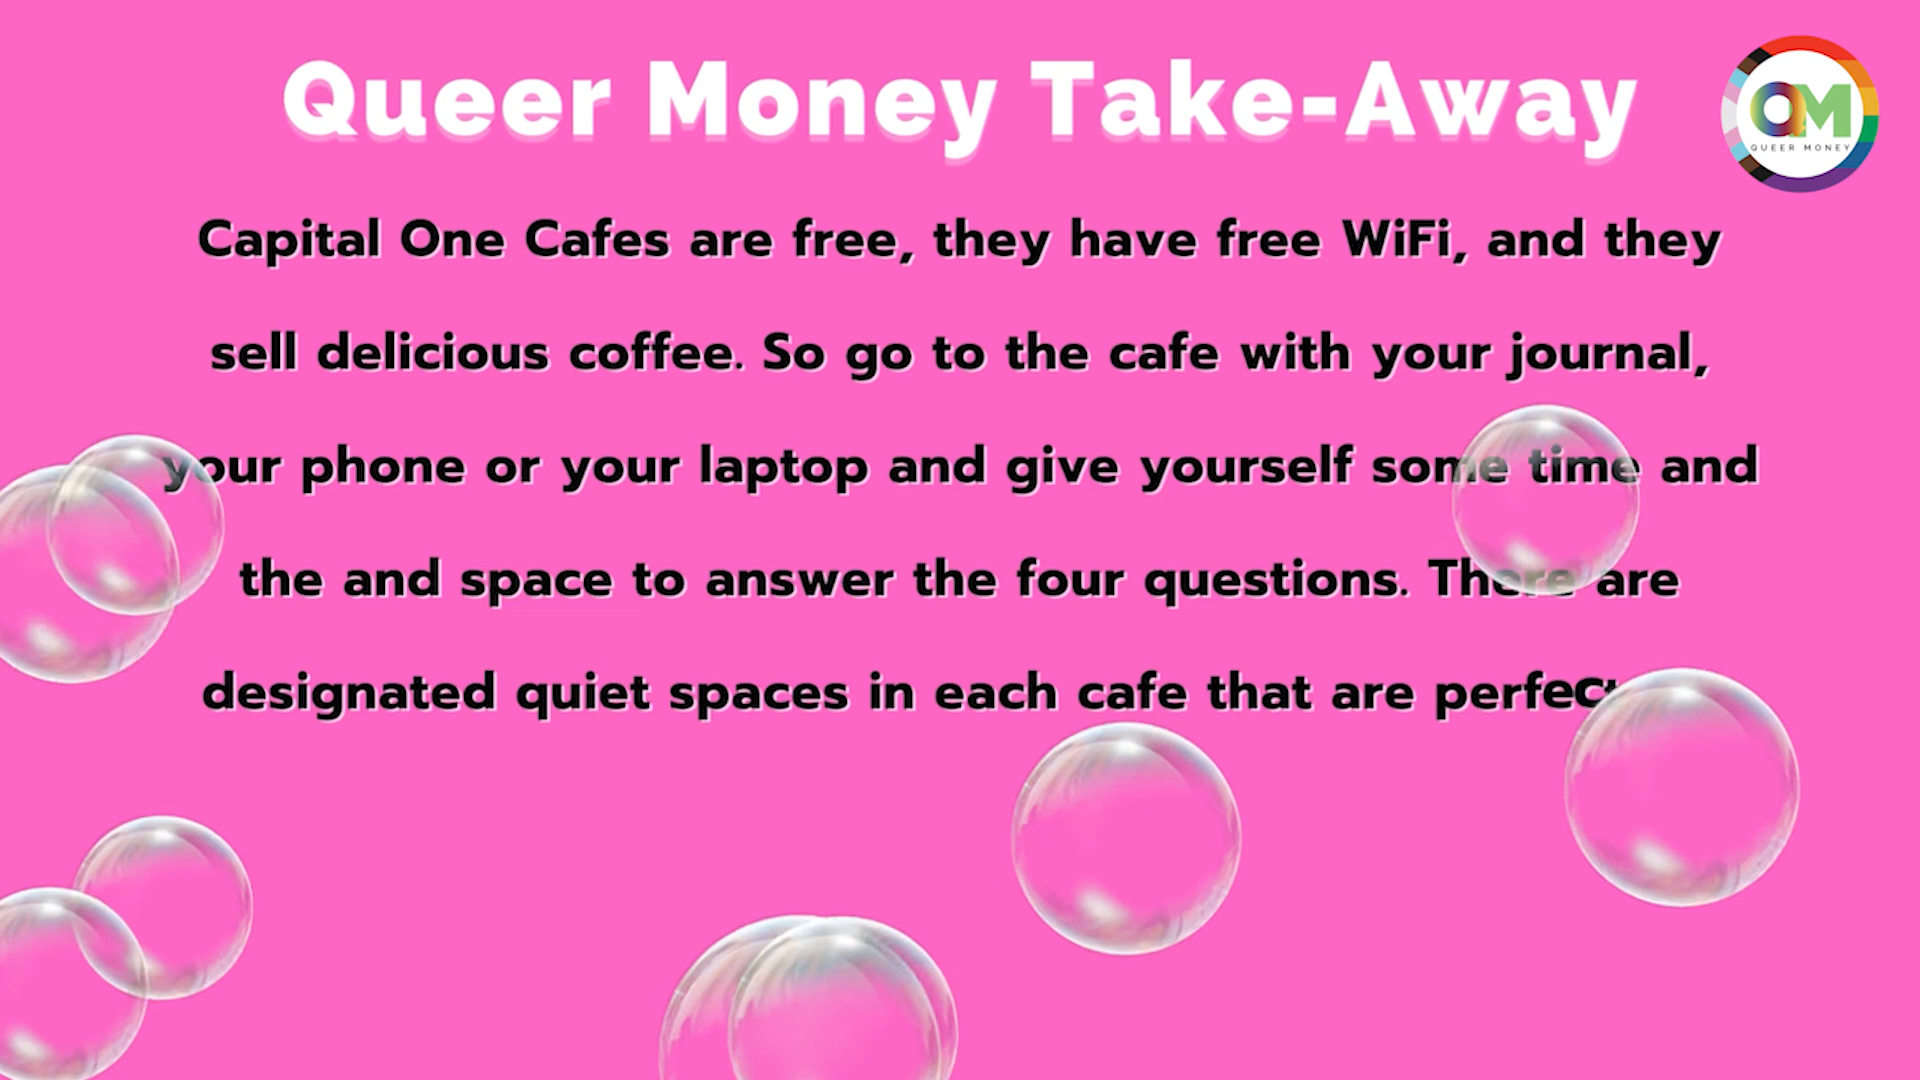 Queer Money Take-Away
QM
QUEER MONEY
Capital One Cafes are free, they have free WiFi, and they
sell delicious coffee. So go to the cafe with your journal,
your phone or your laptop and give yourself some time and
the and space to answer the four questions. There are
designated quiet spaces in each cafe that are perfect